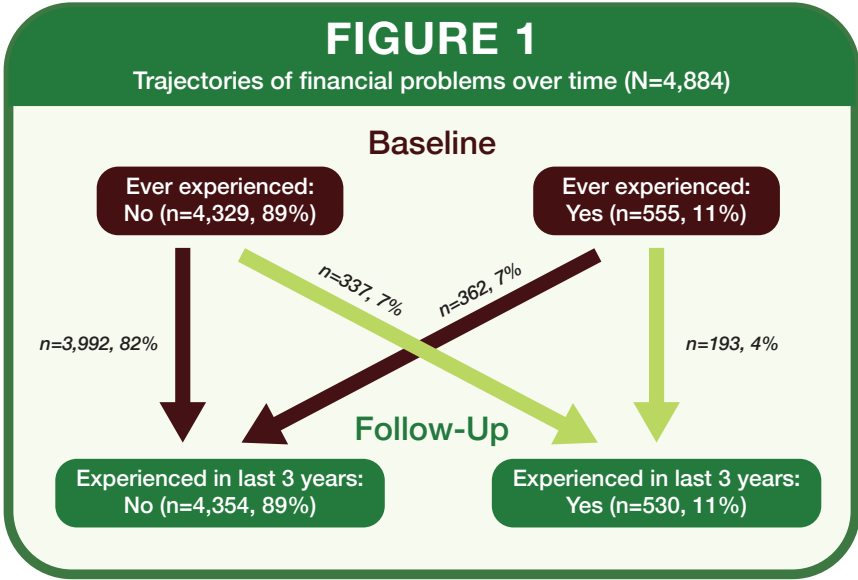 FIGURE 1
Trajectories of financial problems over time (N=4,884)
Baseline
Ever experienced:
No (n=4,329, 89%)
Ever experienced:
Yes (n=555, 11%)
n=337, 7%
n=362, 7%
n=3,992, 82%
n=193, 4%
Follow-Up
Experienced in last 3 years:
No (n=4,354, 89%)
Experienced in last 3 years:
Yes (n=530, 11%)